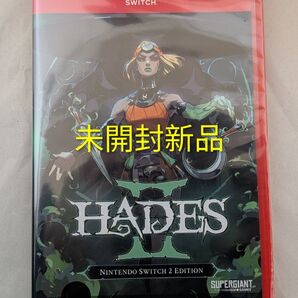 SWITCH
未開封新品
HADES
II
NINTENDO SWITCH 2 EDITION
SUPERGIANT
GAMES